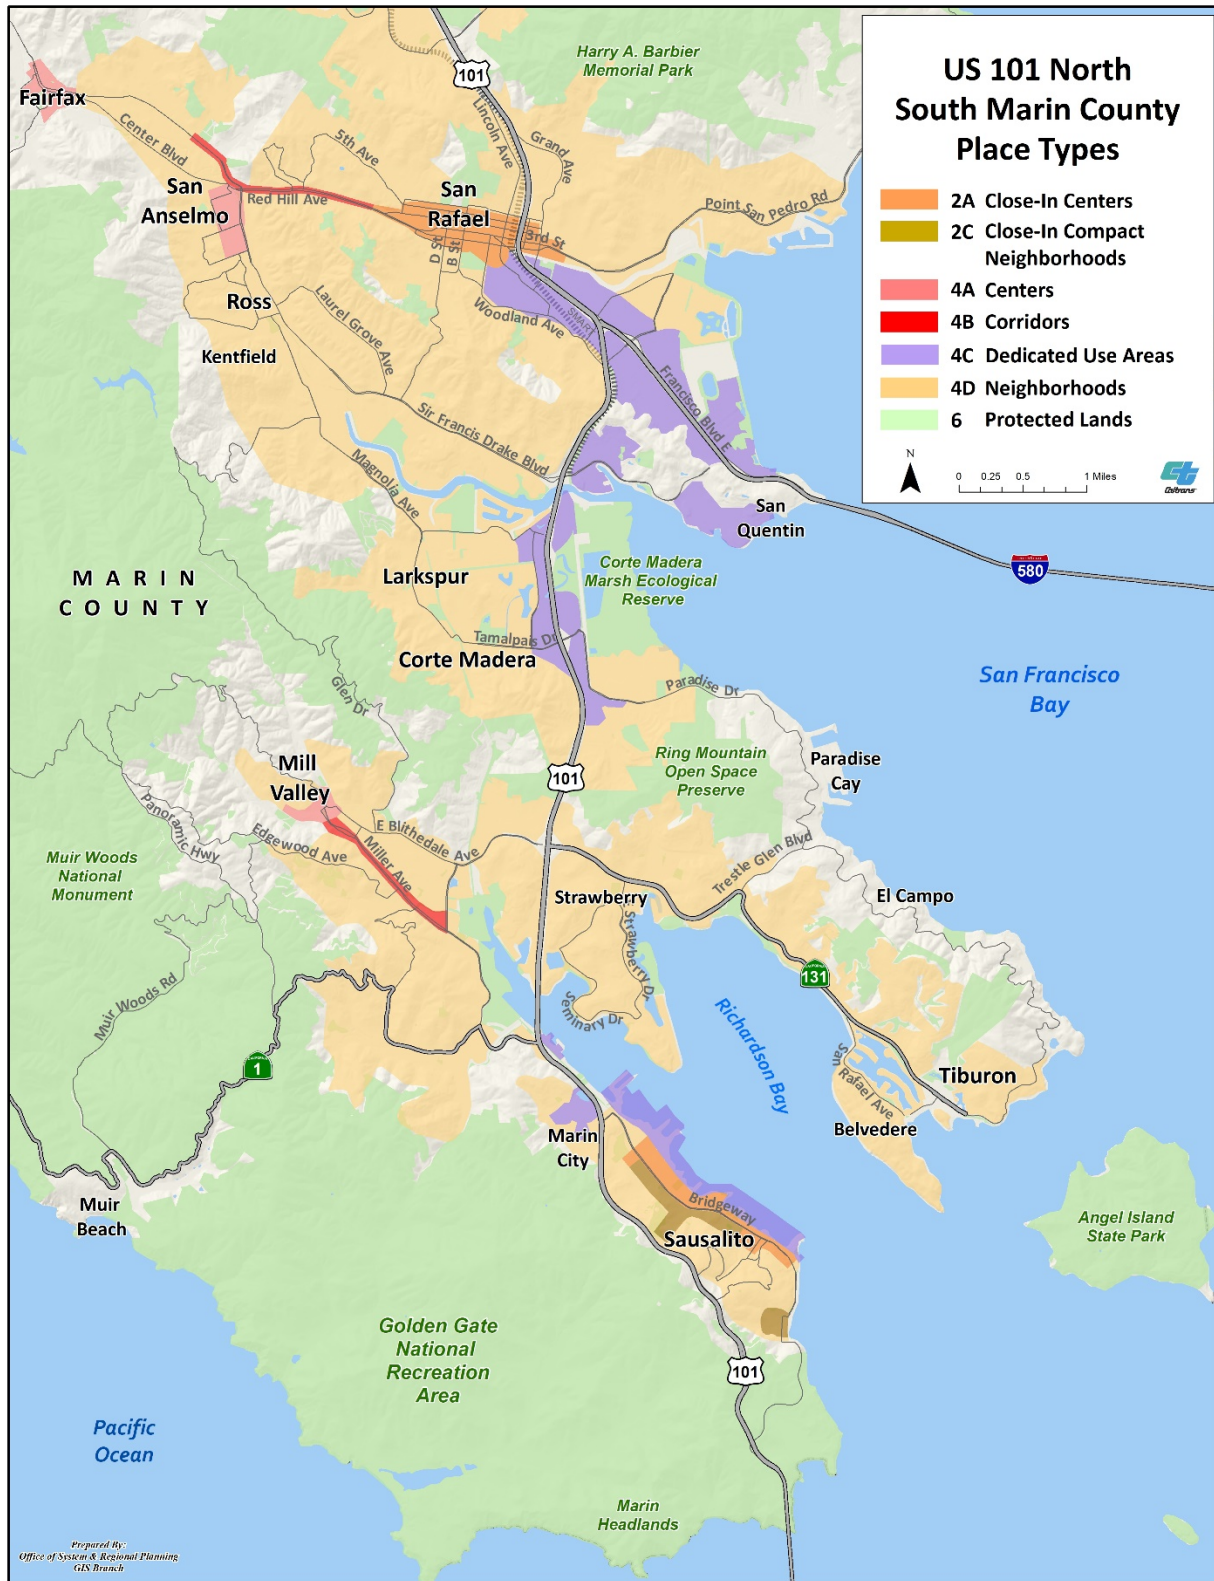 US 101 North
South Marin County
Place Types
2A Close-In Centers
2C Close-In Compact
Neighborhoods
4A Centers
4B Corridors
4C Dedicated Use Areas
4D Neighborhoods
6 Protected Lands
N
0 0.25 0.5 1 Miles
Caltrans
Harry A. Barbier
Memorial Park
101
Fairfax
Center Blvd
5th Ave
Lincoln Ave
Grand Ave
San
Anselmo
Red Hill Ave
San
Rafael
Point San Pedro Rd
D St
B St
3rd St
Ross
Laurel Grove Ave
Woodland Ave
SMART
Kentfield
Francisco Blvd E
Sir Francis Drake Blvd
Magnolia Ave
San
Quentin
580
MARIN
COUNTY
Larkspur
Corte Madera
Marsh Ecological
Reserve
Tamalpais Dr
Corte Madera
Paradise Dr
San Francisco
Bay
Glen Dr
Ring Mountain
Open Space
Preserve
Paradise
Cay
Mill
Valley
101
Panoramic Hwy
E Blithedale Ave
Edgewood Ave
Miller Ave
Trestle Glen Blvd
Muir Woods
National
Monument
Strawberry
El Campo
E Strawberry Dr
131
Muir Woods Rd
Seminary Dr
Richardson Bay
1
San Rafael Ave
Tiburon
Belvedere
Marin
City
Muir
Beach
Bridgeway
Sausalito
Angel Island
State Park
Golden Gate
National
Recreation
Area
101
Pacific
Ocean
Marin
Headlands
Prepared By:
Office of System & Regional Planning
GIS Branch